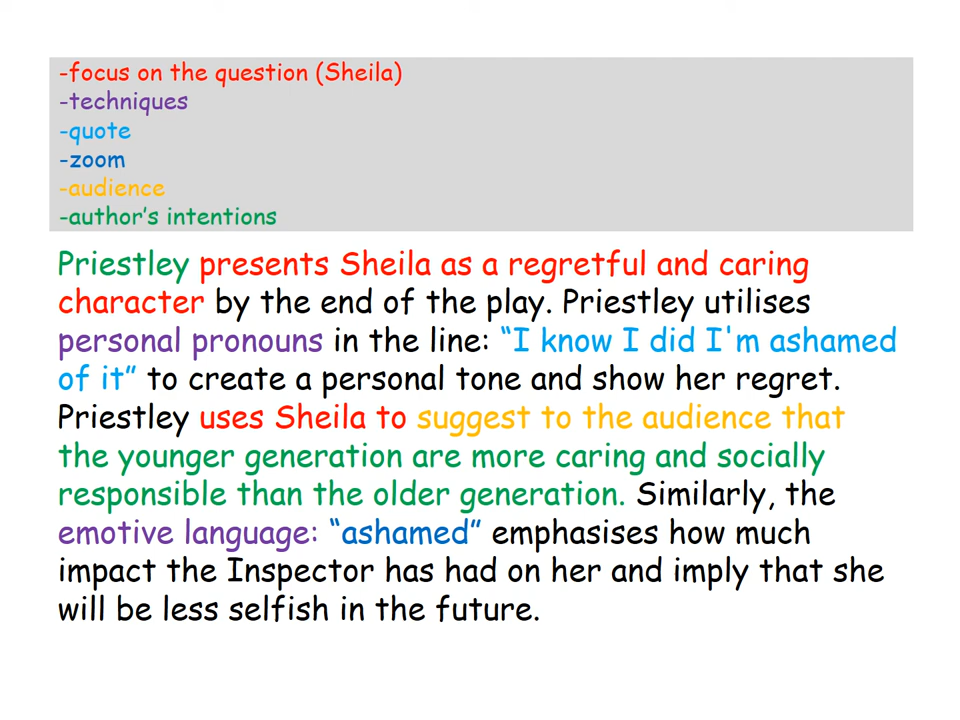 -focus on the question (Sheila)
-techniques
-quote
-zoom
-audience
-author’s intentions
Priestley presents Sheila as a regretful and caring
character by the end of the play. Priestley utilises
personal pronouns in the line: “I know I did I'm ashamed
of it” to create a personal tone and show her regret.
Priestley uses Sheila to suggest to the audience that
the younger generation are more caring and socially
responsible than the older generation. Similarly, the
emotive language: “ashamed” emphasises how much
impact the Inspector has had on her and imply that she
will be less selfish in the future.